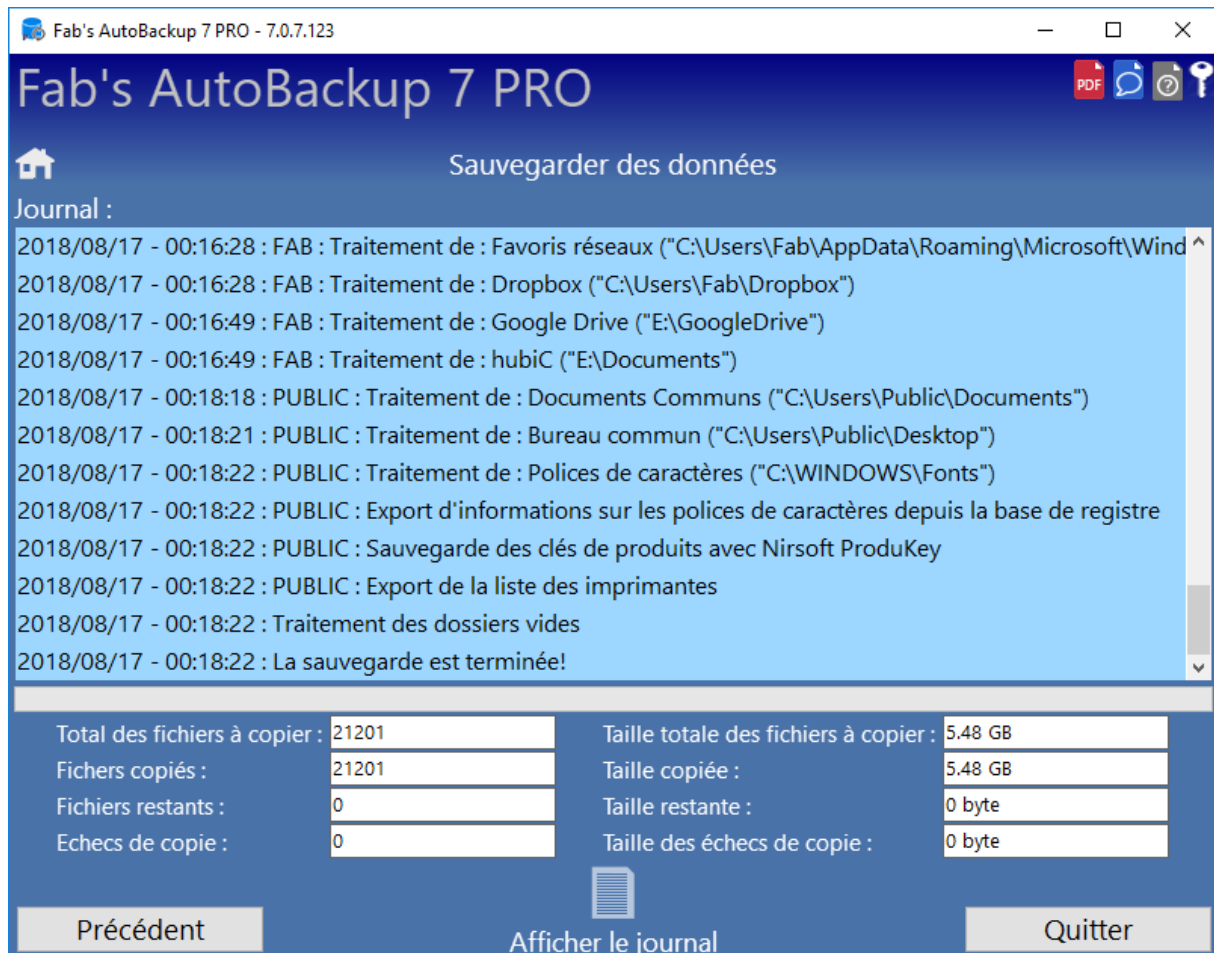 Fab's AutoBackup 7 PRO - 7.0.7.123
Fab's AutoBackup 7 PRO
PDF
Sauvegarder des données
Journal :
2018/08/17 - 00:16:28 : FAB : Traitement de : Favoris réseaux ("C:\Users\Fab\AppData\Roaming\Microsoft\Wind
2018/08/17 - 00:16:28 : FAB : Traitement de : Dropbox ("C:\Users\Fab\Dropbox")
2018/08/17 - 00:16:49 : FAB : Traitement de : Google Drive ("E:\GoogleDrive")
2018/08/17 - 00:16:49 : FAB : Traitement de : hubiC ("E:\Documents")
2018/08/17 - 00:18:18 : PUBLIC : Traitement de : Documents Communs ("C:\Users\Public\Documents")
2018/08/17 - 00:18:21 : PUBLIC : Traitement de : Bureau commun ("C:\Users\Public\Desktop")
2018/08/17 - 00:18:22 : PUBLIC : Traitement de : Polices de caractères ("C:\WINDOWS\Fonts")
2018/08/17 - 00:18:22 : PUBLIC : Export d'informations sur les polices de caractères depuis la base de registre
2018/08/17 - 00:18:22 : PUBLIC : Sauvegarde des clés de produits avec Nirsoft ProduKey
2018/08/17 - 00:18:22 : PUBLIC : Export de la liste des imprimantes
2018/08/17 - 00:18:22 : Traitement des dossiers vides
2018/08/17 - 00:18:22 : La sauvegarde est terminée!
Total des fichiers à copier : 21201 Taille totale des fichiers à copier : 5.48 GB
Fichers copiés : 21201 Taille copiée : 5.48 GB
Fichiers restants : 0 Taille restante : 0 byte
Echecs de copie : 0 Taille des échecs de copie : 0 byte
Précédent Afficher le journal Quitter